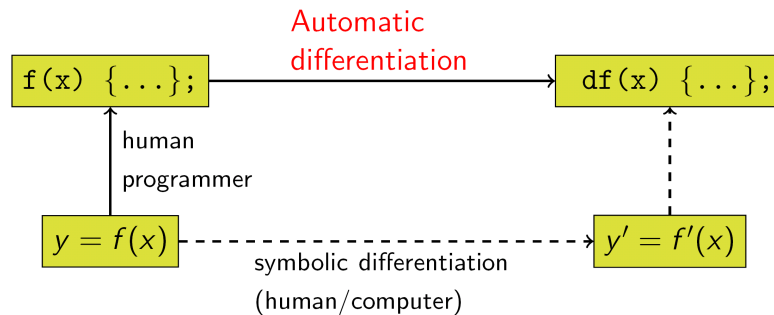 Automatic
differentiation
f(x) {...};
df(x) {...};
human
programmer
y = f(x)
y′ = f′(x)
symbolic differentiation
(human/computer)